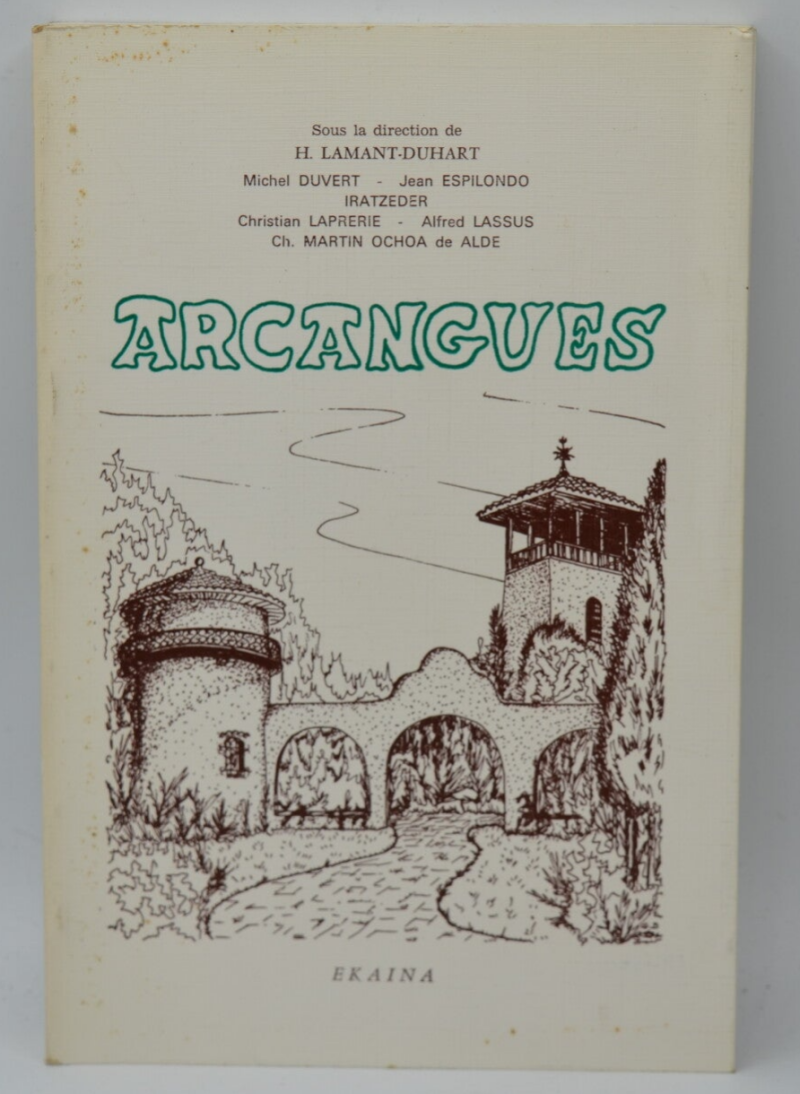 Sous la direction de
H. LAMANT-DUHART
Michel DUVERT - Jean ESPILONDO
IRATZEDER
Christian LAPRERIE - Alfred LASSUS
Ch. MARTIN OCHOA de ALDE
ARCANGUES
EKAINA